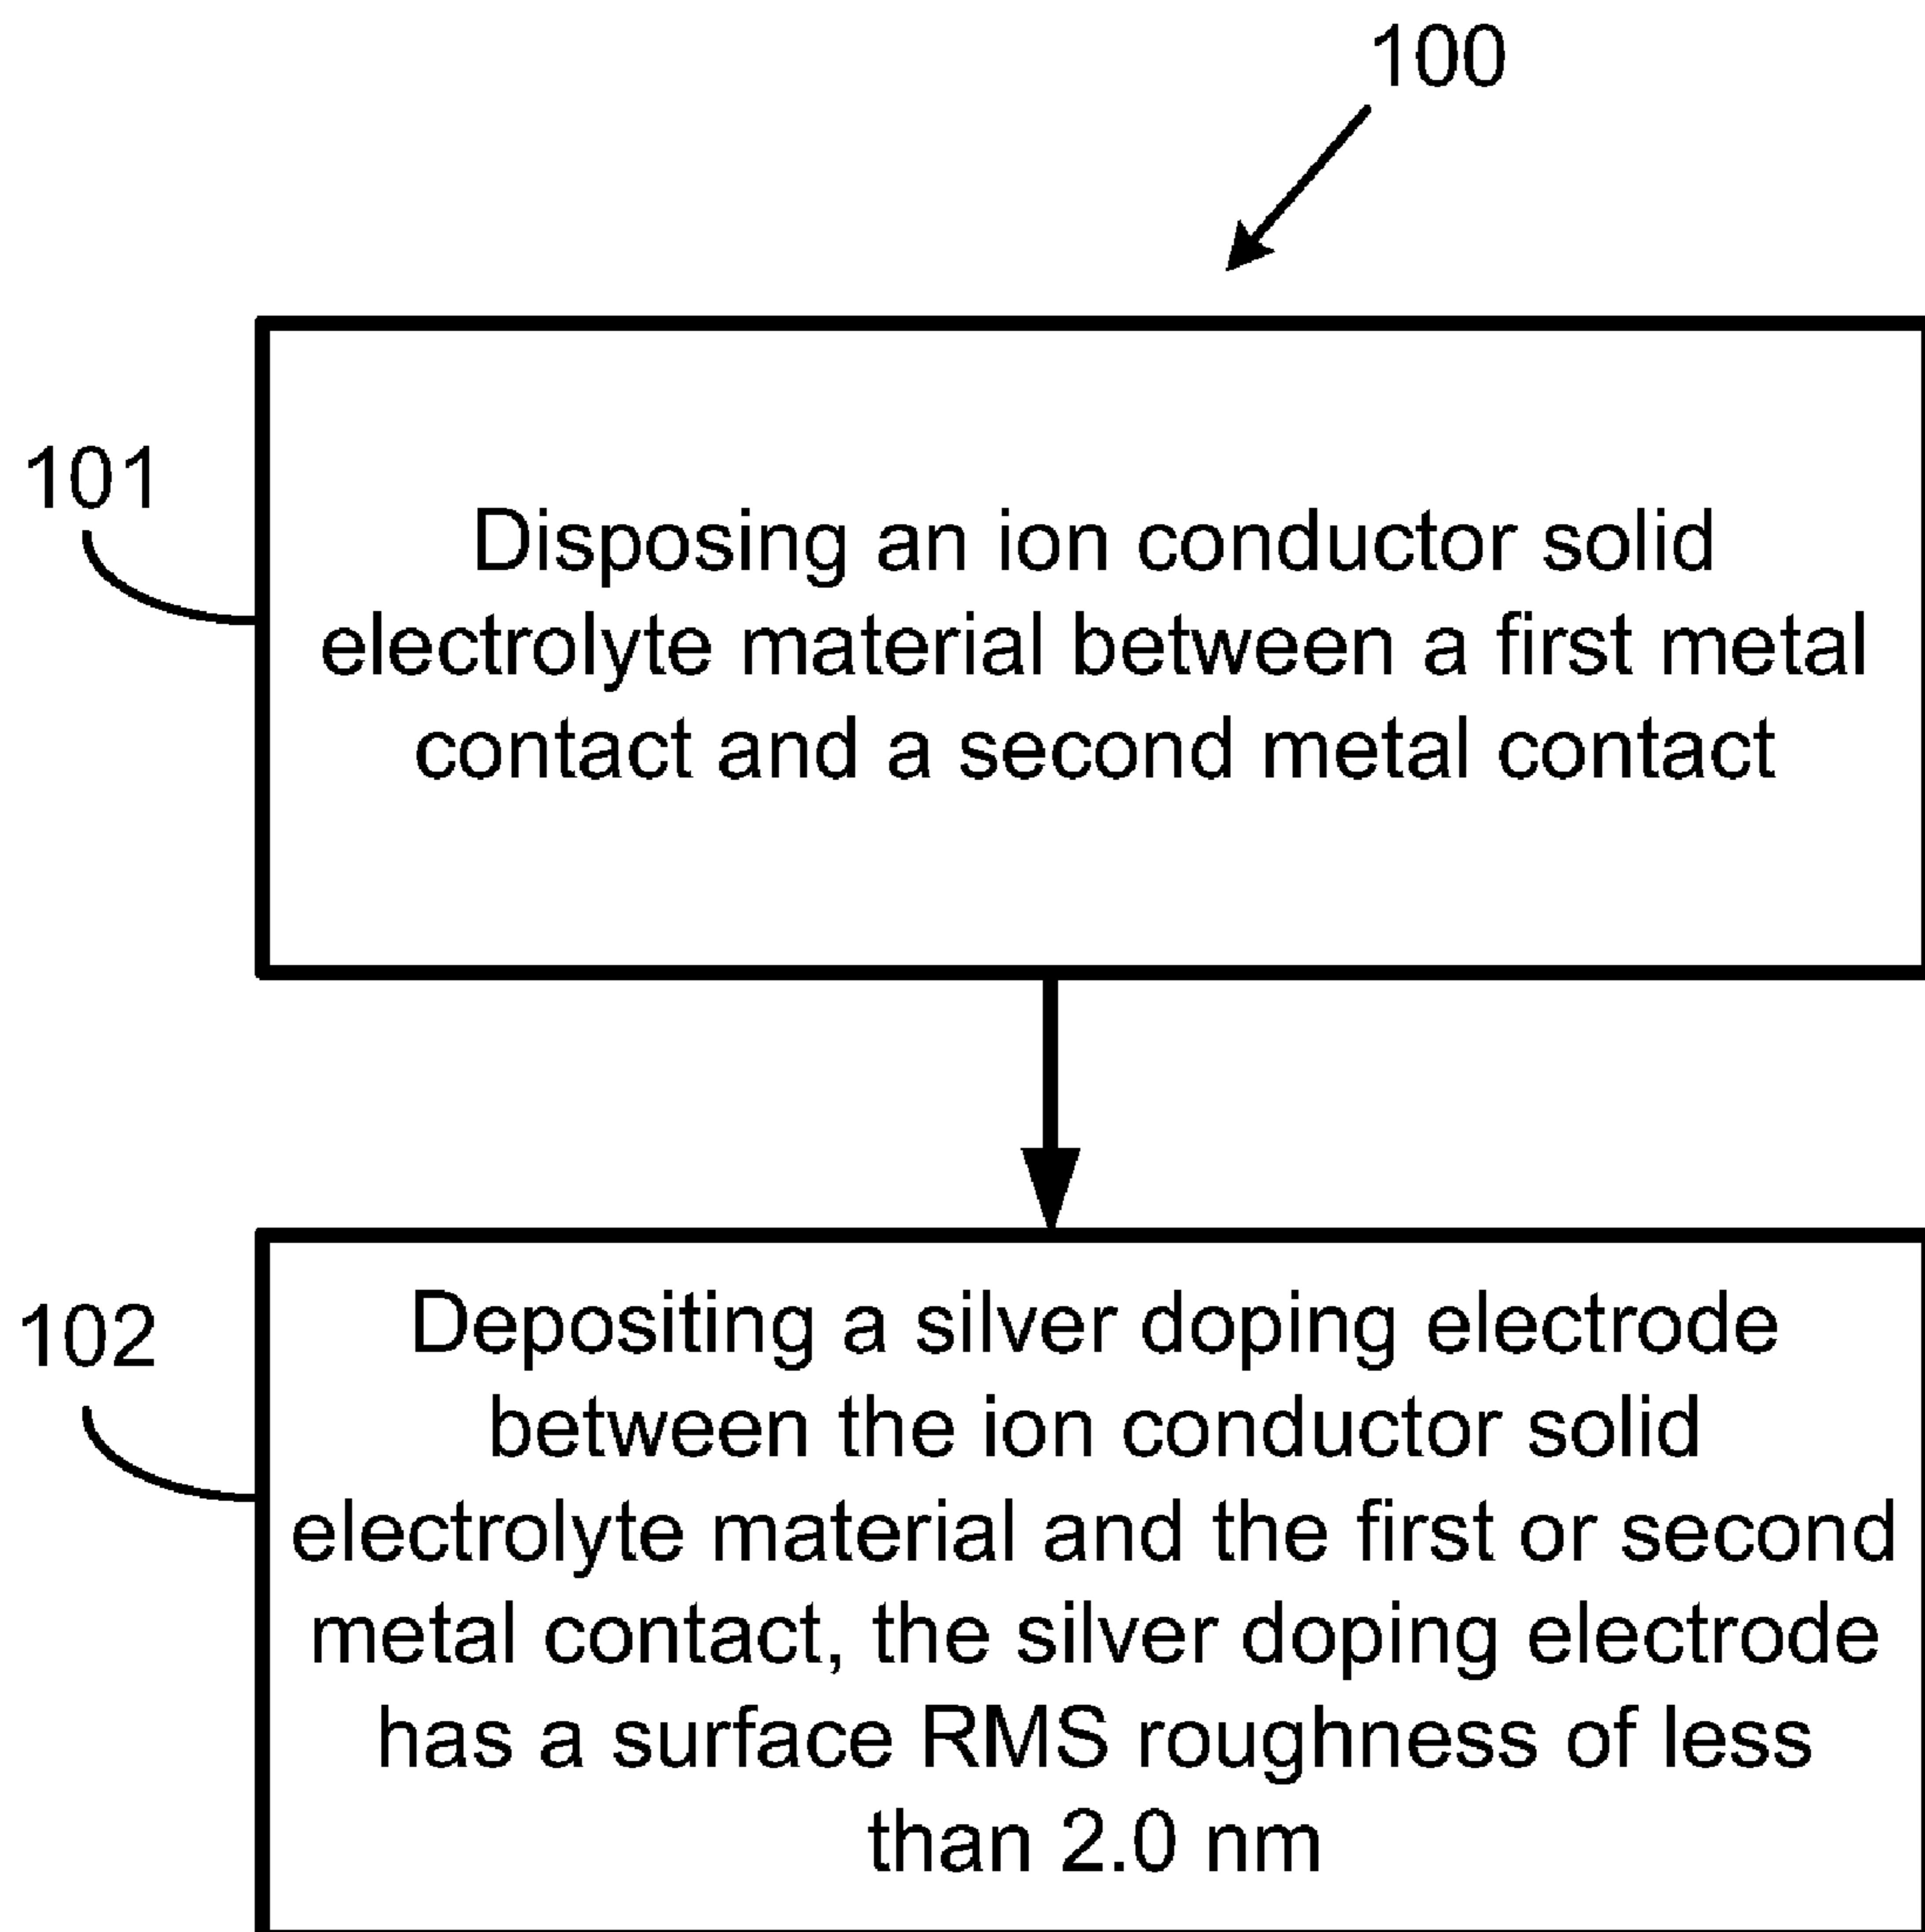 100
101
Disposing an ion conductor solid
electrolyte material between a first metal
contact and a second metal contact
102
Depositing a silver doping electrode
between the ion conductor solid
electrolyte material and the first or second
metal contact, the silver doping electrode
has a surface RMS roughness of less
than 2.0 nm